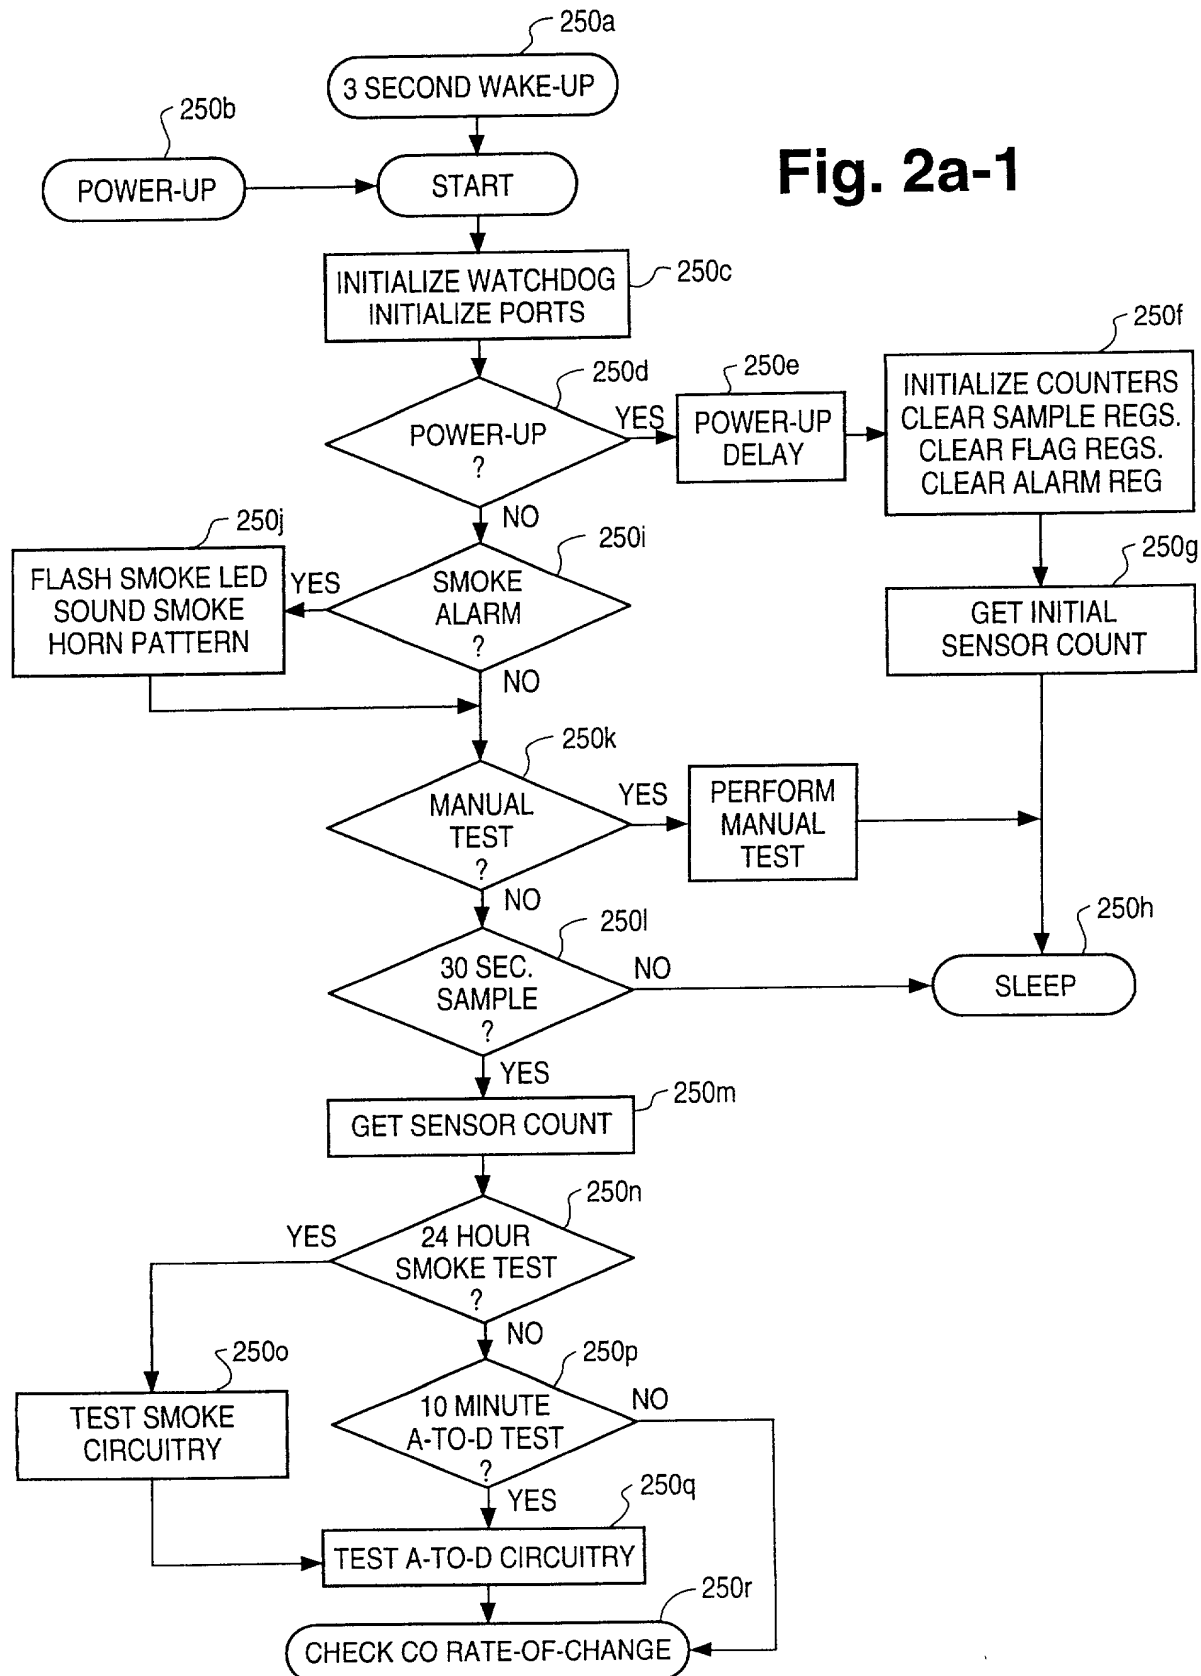 250a
3 SECOND WAKE-UP
250b
POWER-UP
START
Fig. 2a-1
INITIALIZE WATCHDOG
INITIALIZE PORTS
250c
250d
POWER-UP
?
YES
NO
250e
POWER-UP
DELAY
250f
INITIALIZE COUNTERS
CLEAR SAMPLE REGS.
CLEAR FLAG REGS.
CLEAR ALARM REG
250g
GET INITIAL
SENSOR COUNT
250i
SMOKE
ALARM
?
YES
NO
250j
FLASH SMOKE LED
SOUND SMOKE
HORN PATTERN
250k
MANUAL
TEST
?
YES
NO
PERFORM
MANUAL
TEST
250h
SLEEP
250l
30 SEC.
SAMPLE
?
NO
YES
250m
GET SENSOR COUNT
250n
24 HOUR
SMOKE TEST
?
YES
NO
250o
TEST SMOKE
CIRCUITRY
250p
10 MINUTE
A-TO-D TEST
?
NO
YES
250q
TEST A-TO-D CIRCUITRY
250r
CHECK CO RATE-OF-CHANGE